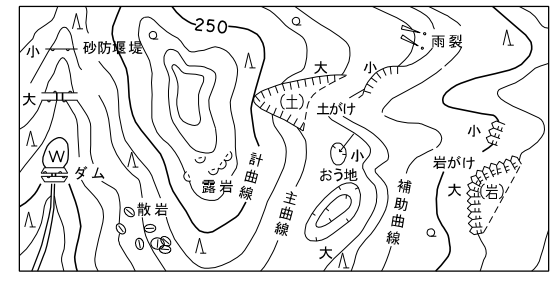 250
小
砂防堰堤
大
W
ダム
散岩
露岩
計曲線
主曲線
大
(土)
土がけ
小
雨裂
小
おう地
大
補助曲線
小
岩がけ
大
(岩)